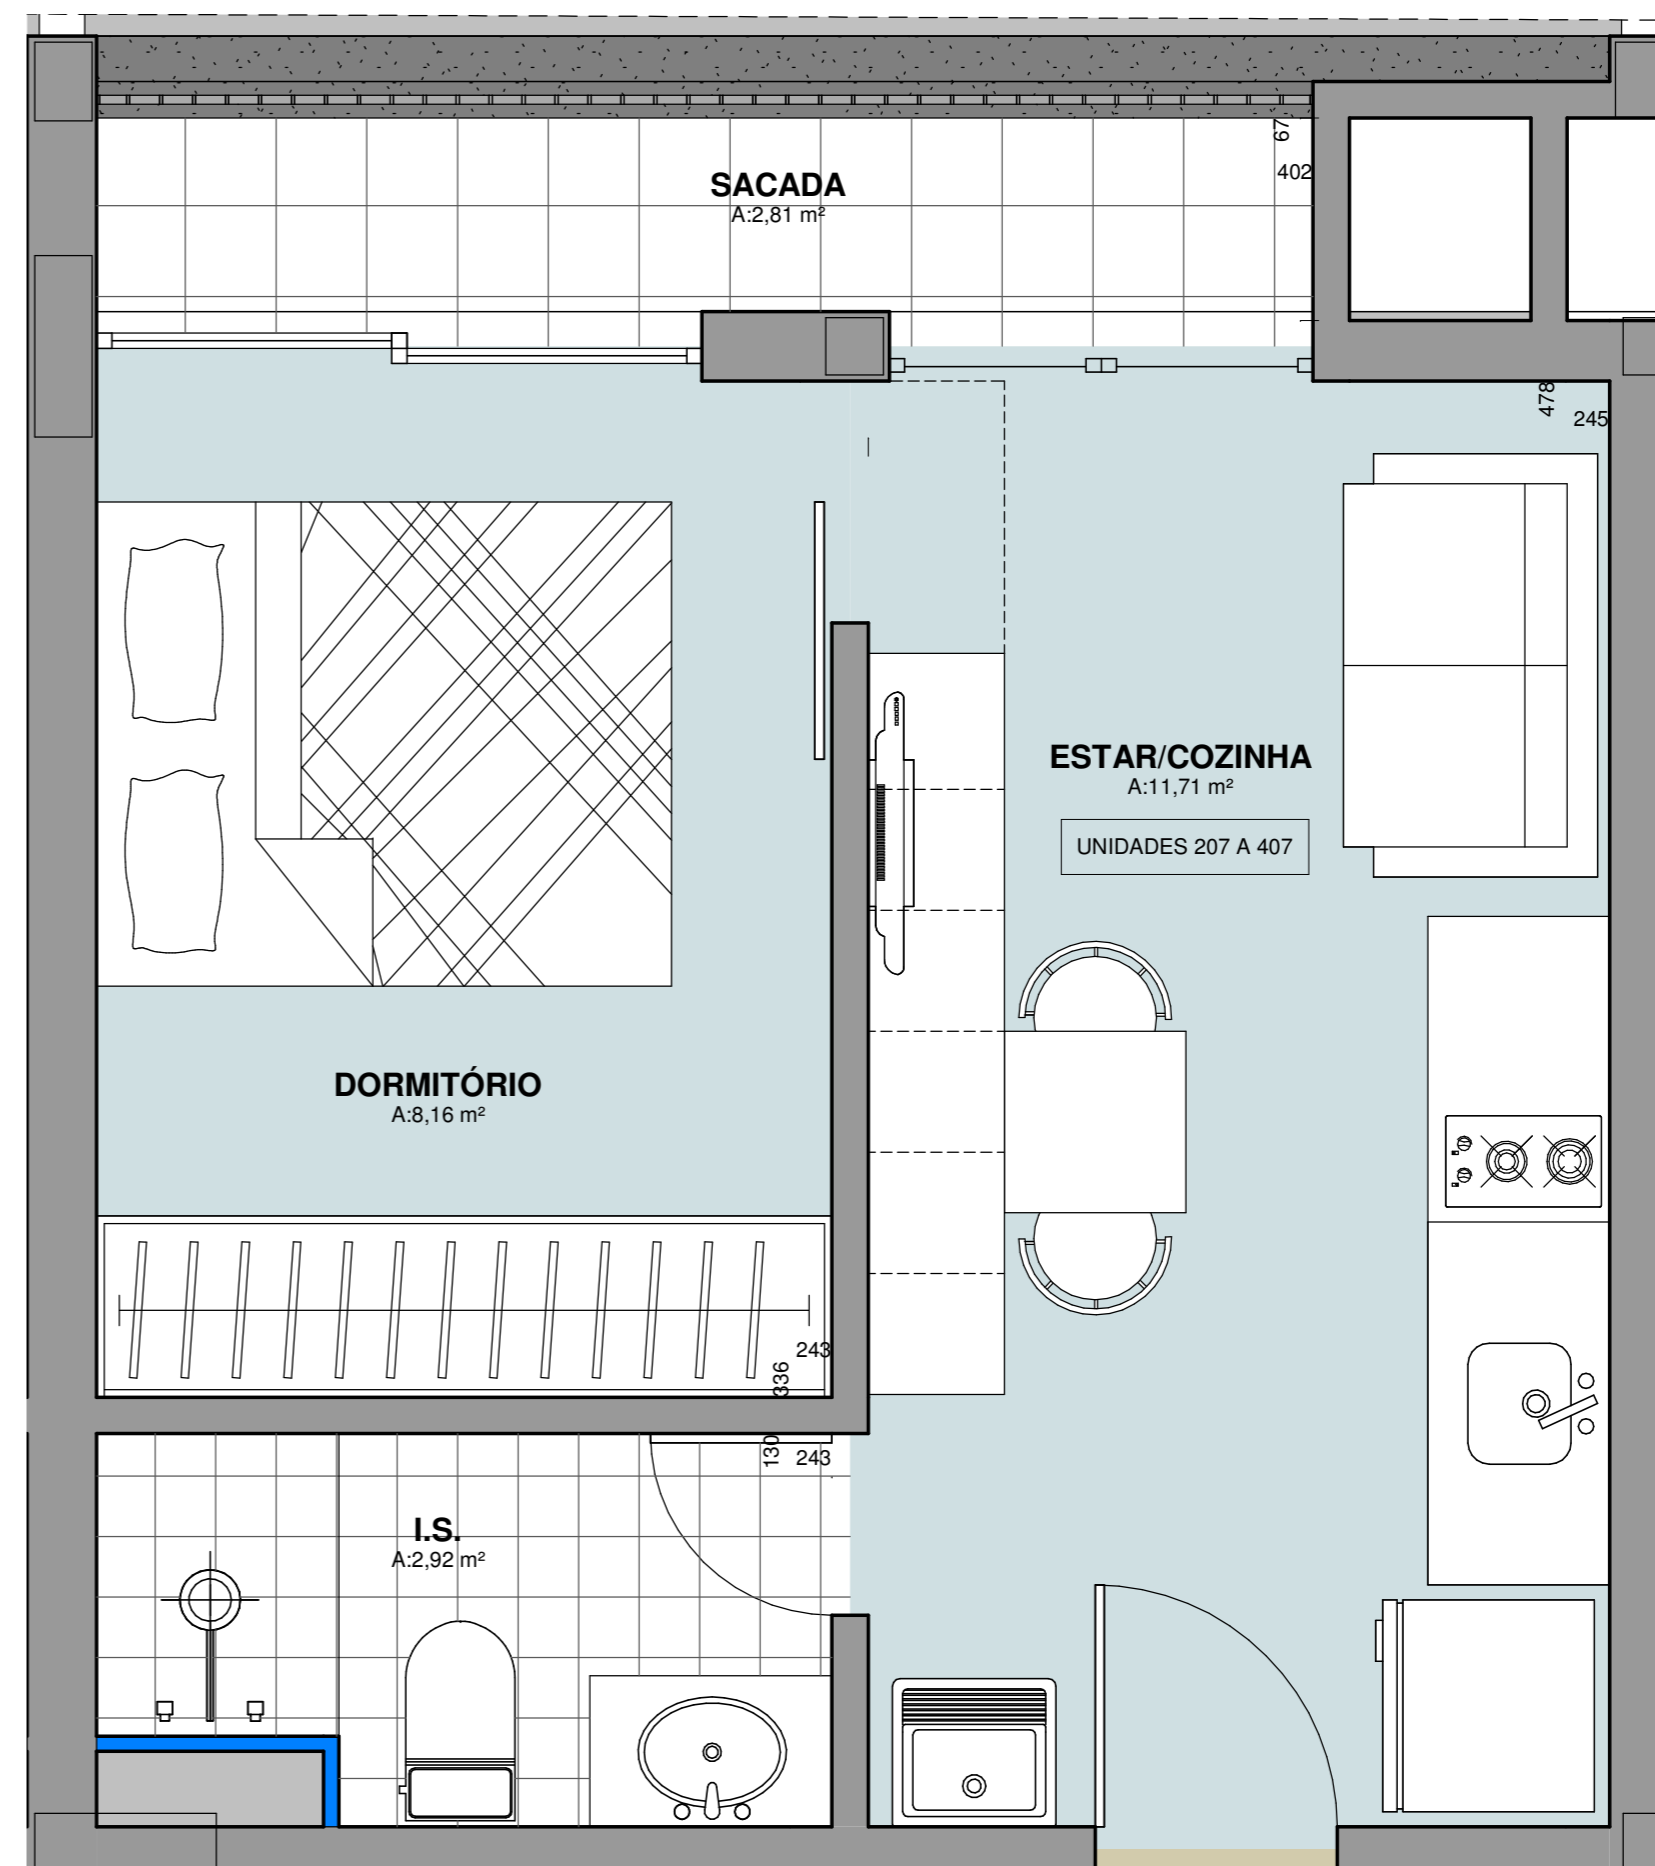 67
402
SACADA
A:2,81 m²
478
245
ESTAR/COZINHA
A:11,71 m²
UNIDADES 207 A 407
DORMITÓRIO
A:8,16 m²
243
336
130
243
I.S.
A:2,92 m²